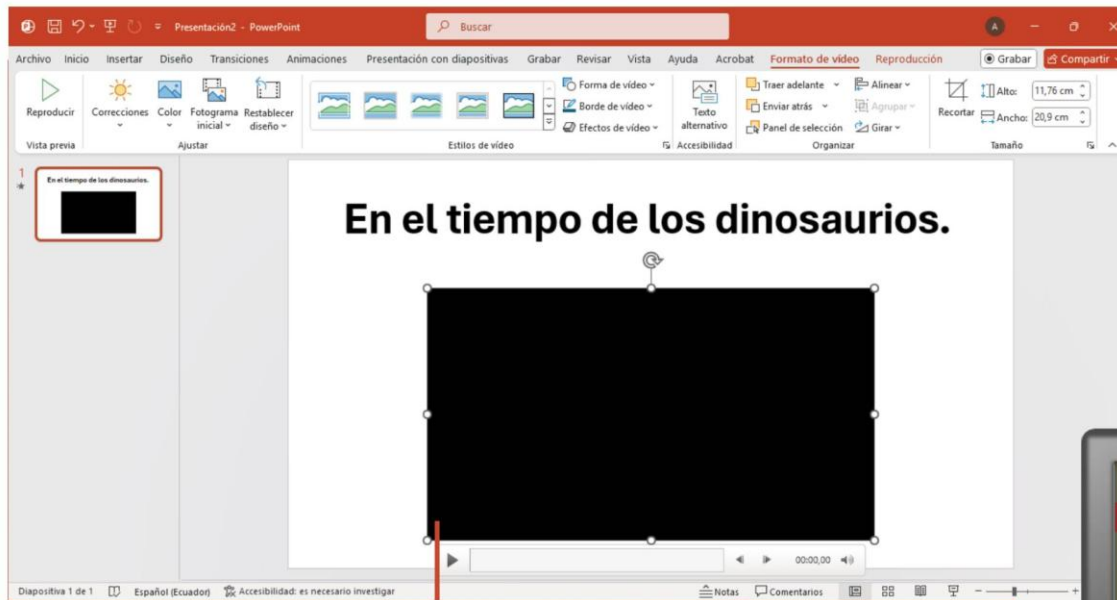 Presentación2 - PowerPoint
Buscar
A
Archivo Inicio Insertar Diseño Transiciones Animaciones Presentación con diapositivas Grabar Revisar Vista Ayuda Acrobat Formato de vídeo Reproducción Grabar Compartir
Reproducir
Correcciones
Color
Fotograma inicial
Restablecer diseño
Forma de vídeo
Borde de vídeo
Efectos de vídeo
Texto alternativo
Traer adelante
Enviar atrás
Panel de selección
Alinear
Agrupar
Girar
Recortar
Alto: 11,76 cm
Ancho: 20,9 cm
Vista previa Ajustar Estilos de vídeo Accesibilidad Organizar Tamaño
1
En el tiempo de los dinosaurios.
En el tiempo de los dinosaurios.
00:00,00
Diapositiva 1 de 1 Español (Ecuador) Accesibilidad: es necesario investigar Notas Comentarios